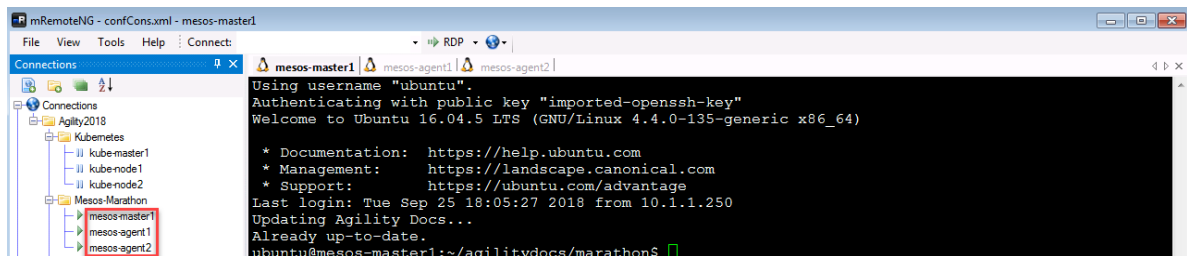 mRemoteNG - confCons.xml - mesos-master1
File View Tools Help Connect: RDP
Connections
mesos-master1 mesos-agent1 mesos-agent2
Connections
Agility2018
Kubernetes
kube-master1
kube-node1
kube-node2
Mesos-Marathon
mesos-master1
mesos-agent1
mesos-agent2
Using username "ubuntu".
Authenticating with public key "imported-openssh-key"
Welcome to Ubuntu 16.04.5 LTS (GNU/Linux 4.4.0-135-generic x86_64)
* Documentation: https://help.ubuntu.com
* Management: https://landscape.canonical.com
* Support: https://ubuntu.com/advantage
Last login: Tue Sep 25 18:05:27 2018 from 10.1.1.250
Updating Agility Docs...
Already up-to-date.
ubuntu@mesos-master1:~/agilitydocs/marathon$